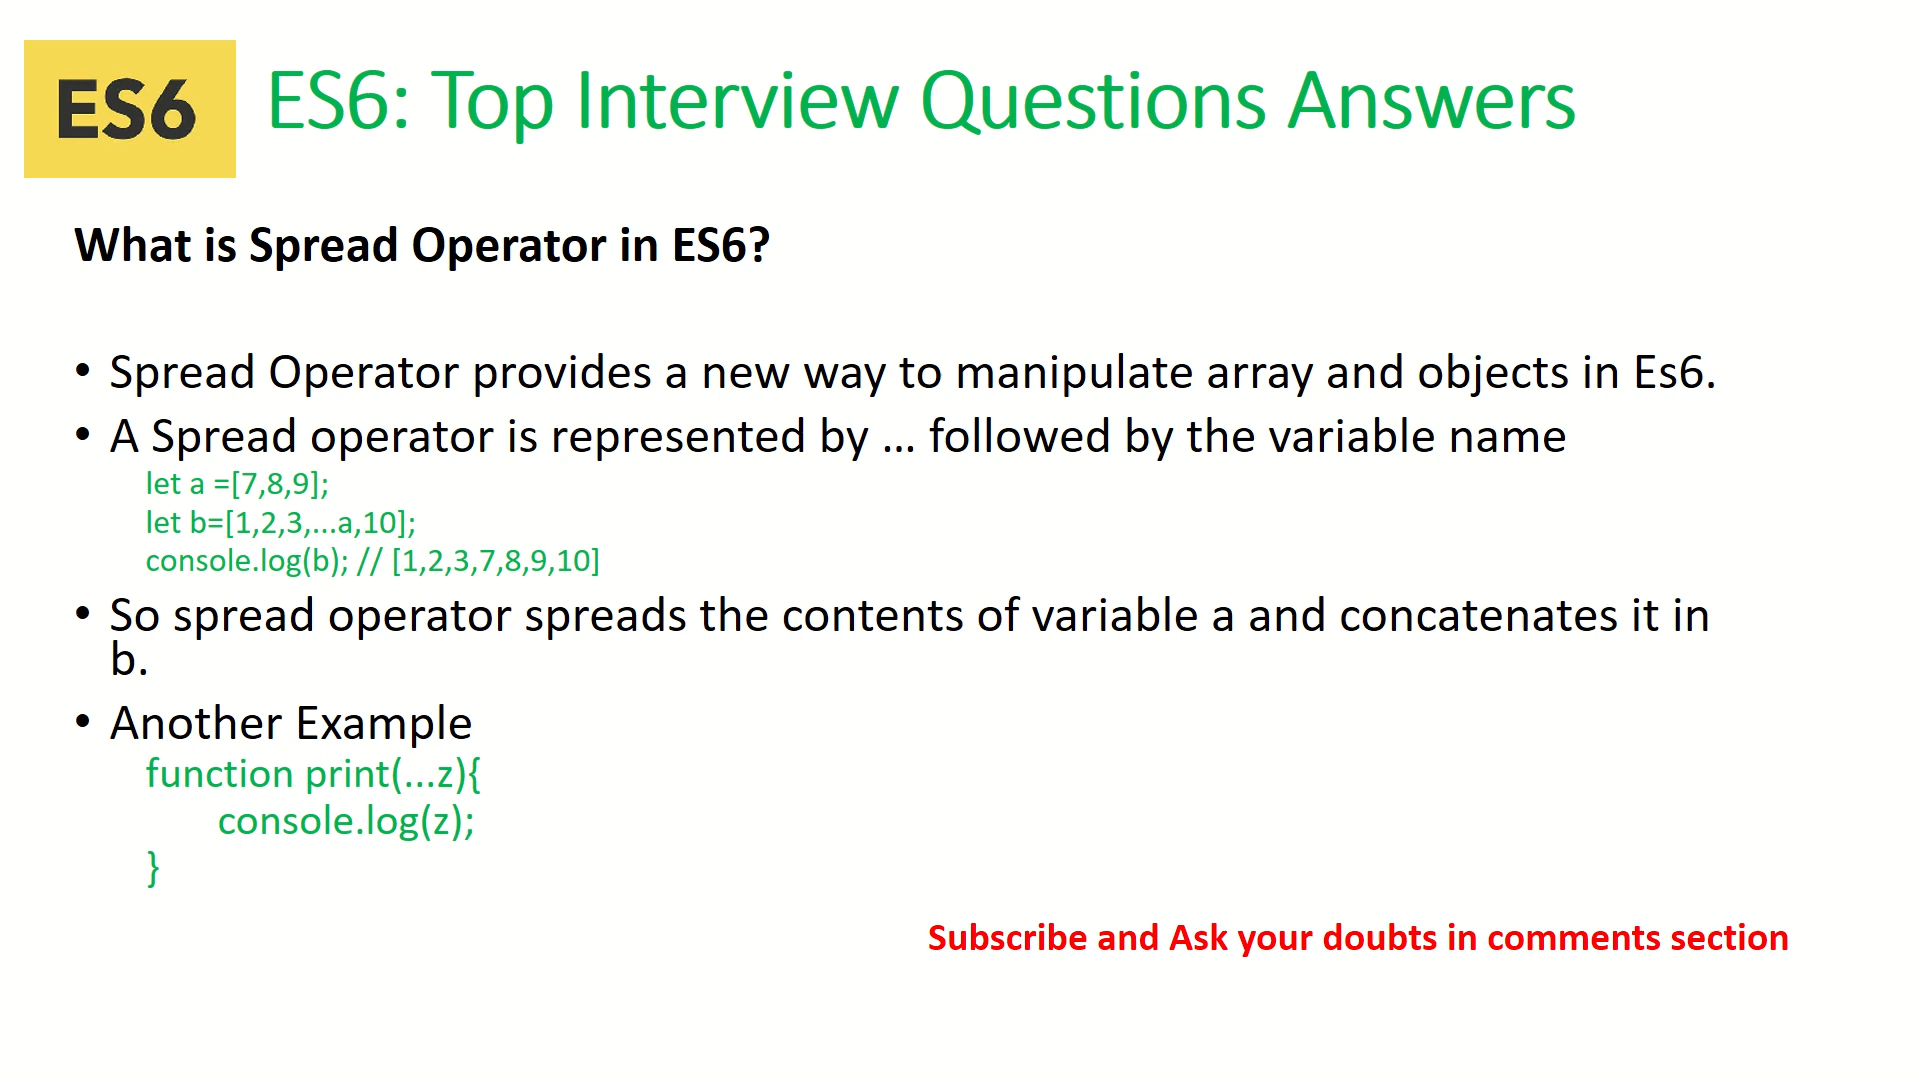 ES6
ES6: Top Interview Questions Answers
What is Spread Operator in ES6?
• Spread Operator provides a new way to manipulate array and objects in Es6.
• A Spread operator is represented by ... followed by the variable name
let a =[7,8,9];
let b=[1,2,3,...a,10];
console.log(b); // [1,2,3,7,8,9,10]
• So spread operator spreads the contents of variable a and concatenates it in
b.
• Another Example
function print(...z){
console.log(z);
}
Subscribe and Ask your doubts in comments section